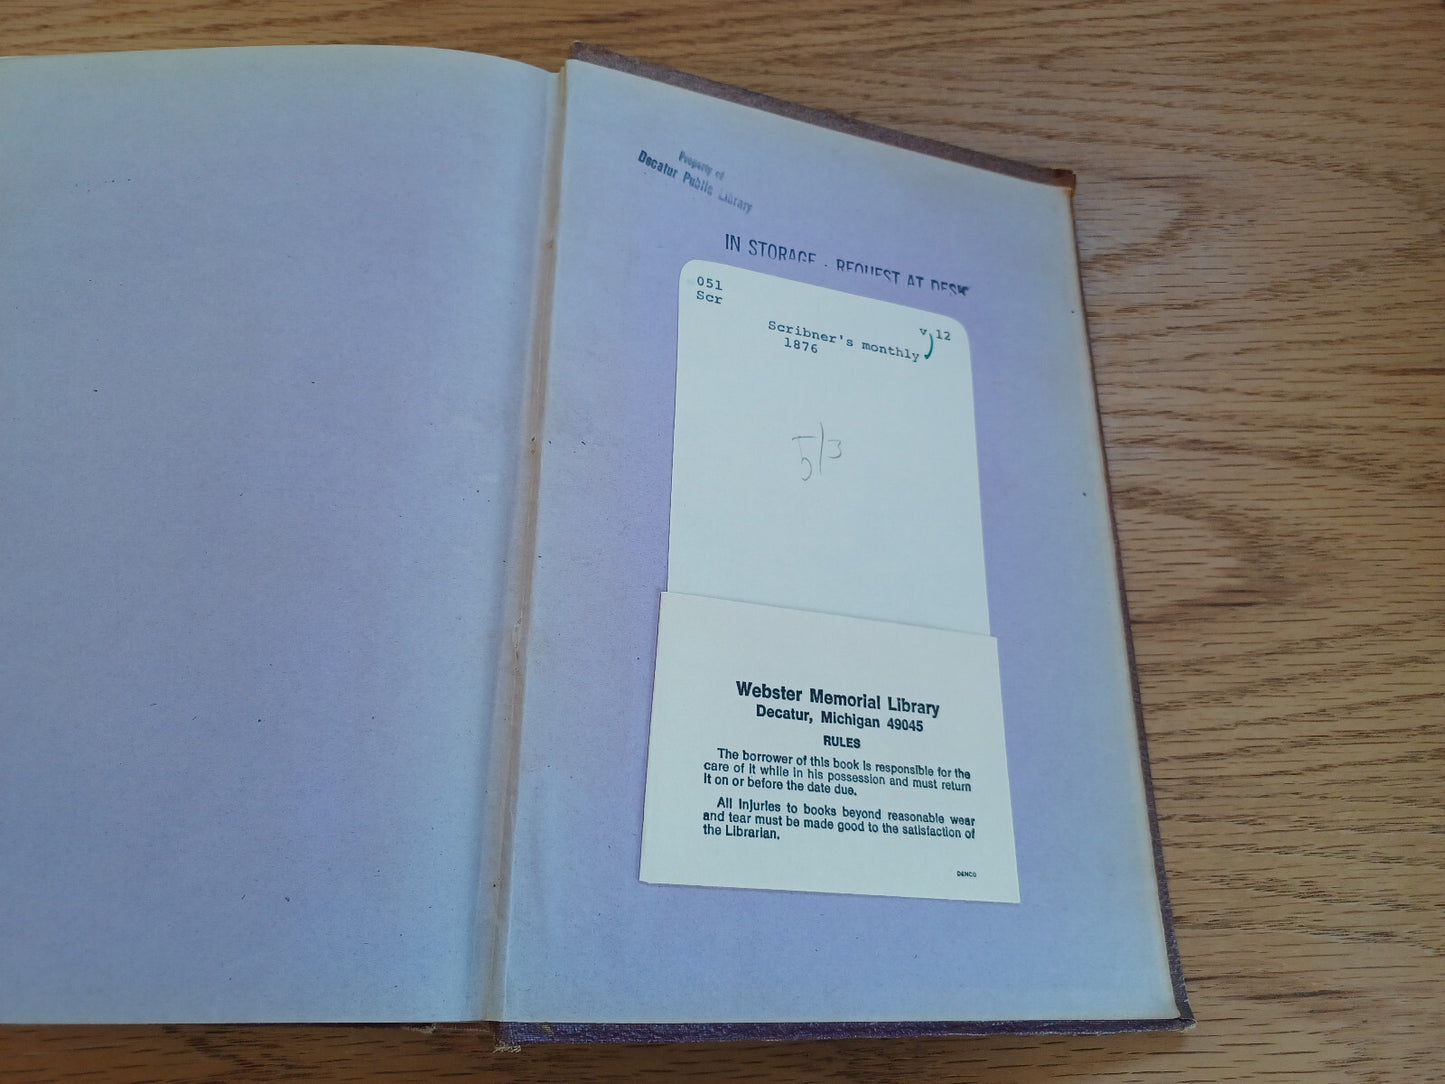 Property of
Decatur Public Library
IN STORAGE - REQUEST AT DESK
051
Scr
v.12
Scribner's monthly
1876
5/3
Webster Memorial Library
Decatur, Michigan 49045
RULES
The borrower of this book is responsible for the
care of it while in his possession and must return
it on or before the date due.
All injuries to books beyond reasonable wear
and tear must be made good to the satisfaction of
the Librarian.
DEMCO